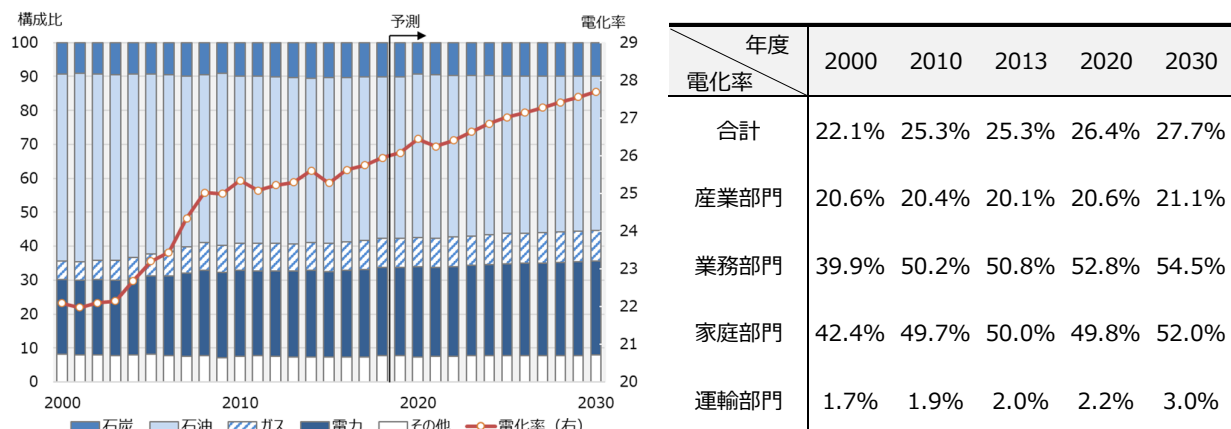 構成比
予測
電化率
100
90
80
70
60
50
40
30
20
10
0
29
28
27
26
25
24
23
22
21
20
2000
2010
2020
2030
石炭 石油 ガス 電力 その他 電化率（右）
年度
電化率
2000 2010 2013 2020 2030
合計 22.1% 25.3% 25.3% 26.4% 27.7%
産業部門 20.6% 20.4% 20.1% 20.6% 21.1%
業務部門 39.9% 50.2% 50.8% 52.8% 54.5%
家庭部門 42.4% 49.7% 50.0% 49.8% 52.0%
運輸部門 1.7% 1.9% 2.0% 2.2% 3.0%